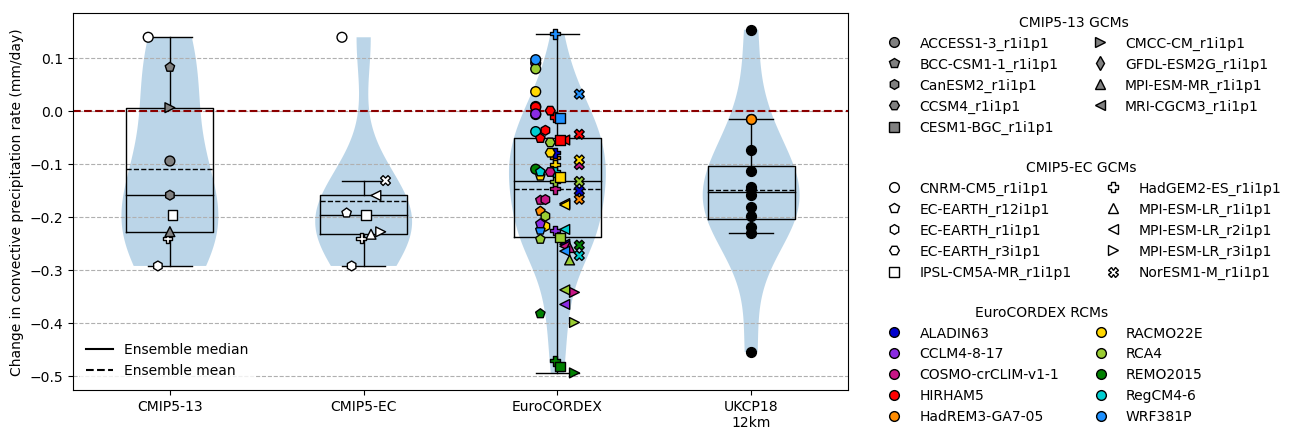 Change in convective precipitation rate (mm/day)
0.1
0.0
−0.1
−0.2
−0.3
−0.4
−0.5
Ensemble median
Ensemble mean
CMIP5-13
CMIP5-EC
EuroCORDEX
UKCP18
12km
CMIP5-13 GCMs
ACCESS1-3_r1i1p1
BCC-CSM1-1_r1i1p1
CanESM2_r1i1p1
CCSM4_r1i1p1
CESM1-BGC_r1i1p1
CMCC-CM_r1i1p1
GFDL-ESM2G_r1i1p1
MPI-ESM-MR_r1i1p1
MRI-CGCM3_r1i1p1
CMIP5-EC GCMs
CNRM-CM5_r1i1p1
EC-EARTH_r12i1p1
EC-EARTH_r1i1p1
EC-EARTH_r3i1p1
IPSL-CM5A-MR_r1i1p1
HadGEM2-ES_r1i1p1
MPI-ESM-LR_r1i1p1
MPI-ESM-LR_r2i1p1
MPI-ESM-LR_r3i1p1
NorESM1-M_r1i1p1
EuroCORDEX RCMs
ALADIN63
CCLM4-8-17
COSMO-crCLIM-v1-1
HIRHAM5
HadREM3-GA7-05
RACMO22E
RCA4
REMO2015
RegCM4-6
WRF381P